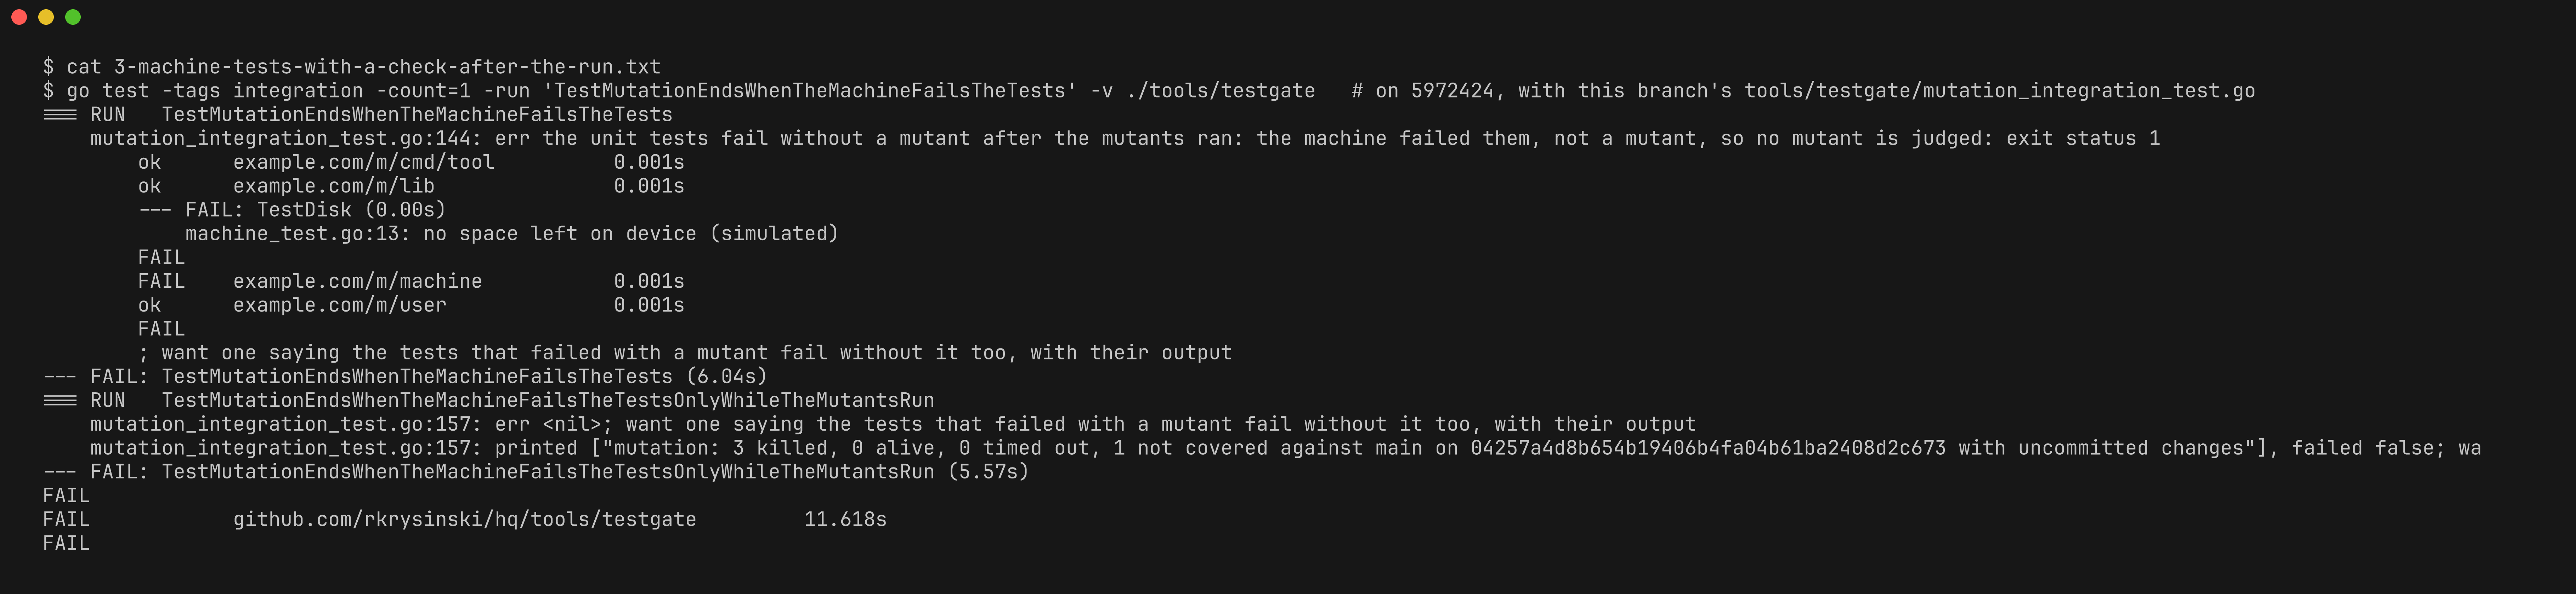 $ cat 3-machine-tests-with-a-check-after-the-run.txt
$ go test -tags integration -count=1 -run 'TestMutationEndsWhenTheMachineFailsTheTests' -v ./tools/testgate   # on 5972424, with this branch's tools/testgate/mutation_integration_test.go
=== RUN   TestMutationEndsWhenTheMachineFailsTheTests
    mutation_integration_test.go:144: err the unit tests fail without a mutant after the mutants ran: the machine failed them, not a mutant, so no mutant is judged: exit status 1
        ok      example.com/m/cmd/tool          0.001s
        ok      example.com/m/lib               0.001s
        --- FAIL: TestDisk (0.00s)
            machine_test.go:13: no space left on device (simulated)
        FAIL
        FAIL    example.com/m/machine           0.001s
        ok      example.com/m/user              0.001s
        FAIL
        ; want one saying the tests that failed with a mutant fail without it too, with their output
--- FAIL: TestMutationEndsWhenTheMachineFailsTheTests (6.04s)
=== RUN   TestMutationEndsWhenTheMachineFailsTheTestsOnlyWhileTheMutantsRun
    mutation_integration_test.go:157: err <nil>; want one saying the tests that failed with a mutant fail without it too, with their output
    mutation_integration_test.go:157: printed ["mutation: 3 killed, 0 alive, 0 timed out, 1 not covered against main on 04257a4d8b654b19406b4fa04b61ba2408d2c673 with uncommitted changes"], failed false; wa
--- FAIL: TestMutationEndsWhenTheMachineFailsTheTestsOnlyWhileTheMutantsRun (5.57s)
FAIL
FAIL            github.com/rkrysinski/hq/tools/testgate         11.618s
FAIL